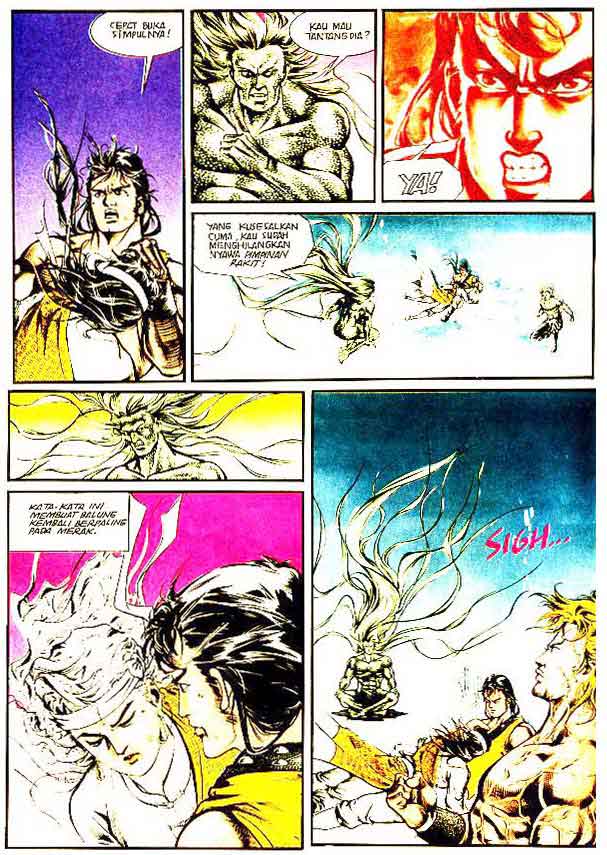 CEPAT BUKA
SIMPULNYA!
KAU MAU
TANTANG DIA?
YA!
YANG KUSESALKAN
CUMA, KAU SUDAH
MENGHILANGKAN
NYAWA PIMPINAN
RAKIT!
KATA-KATA INI
MEMBUAT BALUNG
KEMBALI BERPALING
PADA MERAK.
SIGH...